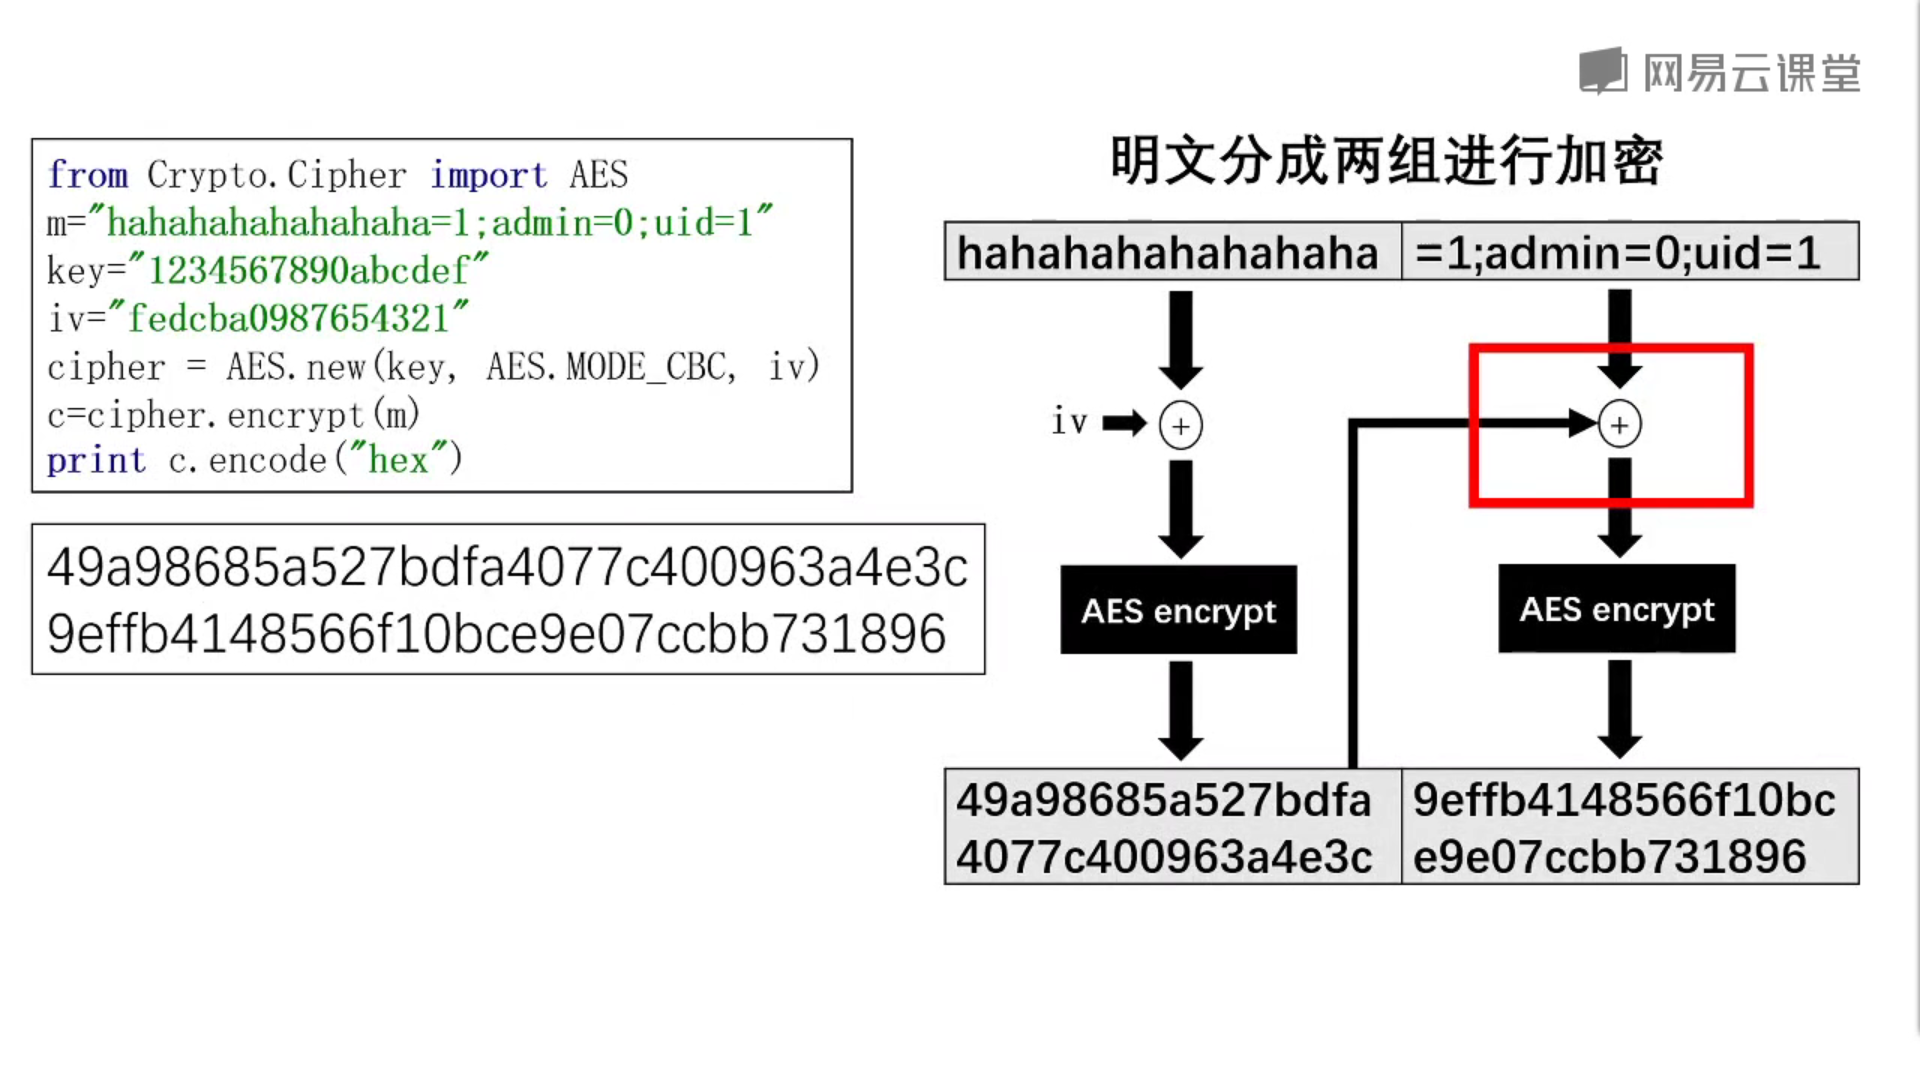 网易云课堂
from Crypto.Cipher import AES
m="hahahahahahahaha=1;admin=0;uid=1"
key="1234567890abcdef"
iv="fedcba0987654321"
cipher = AES.new(key, AES.MODE_CBC, iv)
c=cipher.encrypt(m)
print c.encode("hex")
49a98685a527bdfa4077c400963a4e3c
9effb4148566f10bce9e07ccbb731896
明文分成两组进行加密
hahahahahahahaha
=1;admin=0;uid=1
iv
+
+
AES encrypt
AES encrypt
49a98685a527bdfa
4077c400963a4e3c
9effb4148566f10bc
e9e07ccbb731896